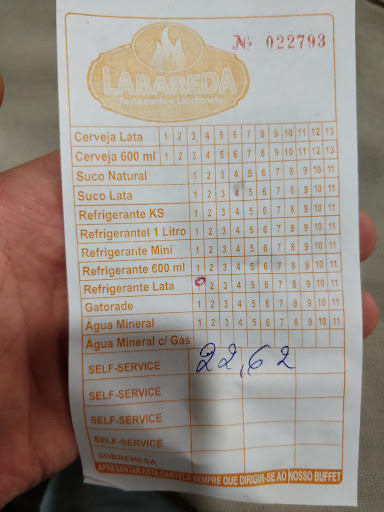 Nº 022793
LABAREDA
Restaurante e Lanchonete
Cerveja Lata 1 2 3 4 5 6 7 8 9 10 11 12 13
Cerveja 600 ml 1 2 3 4 5 6 7 8 9 10 11 12 13
Suco Natural 1 2 3 4 5 6 7 8 9 10 11
Suco Lata 1 2 3 4 5 6 7 8 9 10 11
Refrigerante KS 1 2 3 4 5 6 7 8 9 10 11
Refrigerantel 1 Litro 1 2 3 4 5 6 7 8 9 10 11
Refrigerante Mini 1 2 3 4 5 6 7 8 9 10 11
Refrigerante 600 ml 1 2 3 4 5 6 7 8 9 10 11
Refrigerante Lata 1 2 3 4 5 6 7 8 9 10 11
Gatorade 1 2 3 4 5 6 7 8 9 10 11
Água Mineral 1 2 3 4 5 6 7 8 9 10 11
Água Mineral c/ Gás
SELF-SERVICE 22,62
SELF-SERVICE
SELF-SERVICE
SELF-SERVICE
SOBREMESA
APRESENTAR ESTA CARTELA SEMPRE QUE DIRIGIR-SE AO NOSSO BUFFET